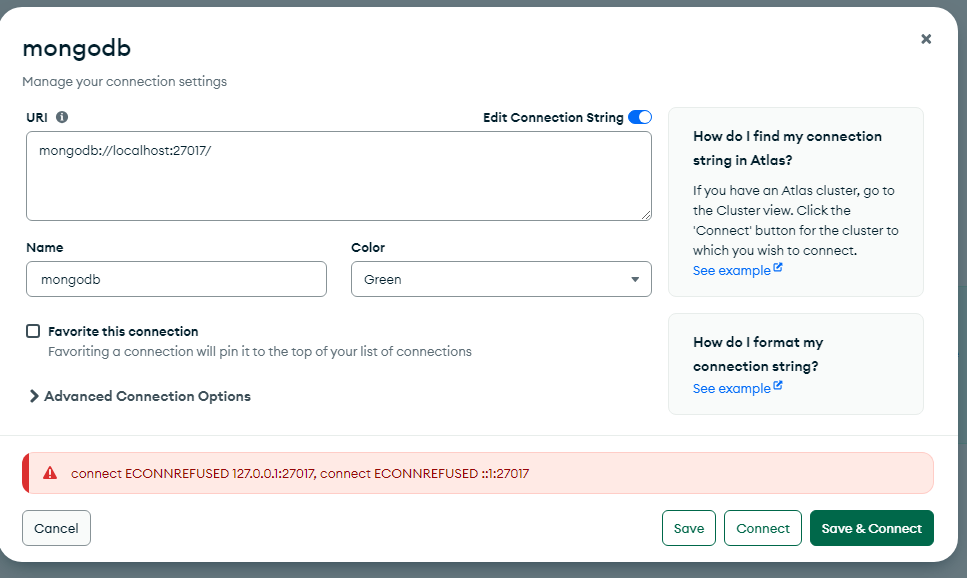 mongodb
Manage your connection settings
URI
Edit Connection String
mongodb://localhost:27017/
Name
Color
mongodb
Green
Favorite this connection
Favoriting a connection will pin it to the top of your list of connections
Advanced Connection Options
How do I find my connection
string in Atlas?
If you have an Atlas cluster, go to
the Cluster view. Click the
'Connect' button for the cluster to
which you wish to connect.
See example
How do I format my
connection string?
See example
connect ECONNREFUSED 127.0.0.1:27017, connect ECONNREFUSED ::1:27017
Cancel
Save
Connect
Save & Connect